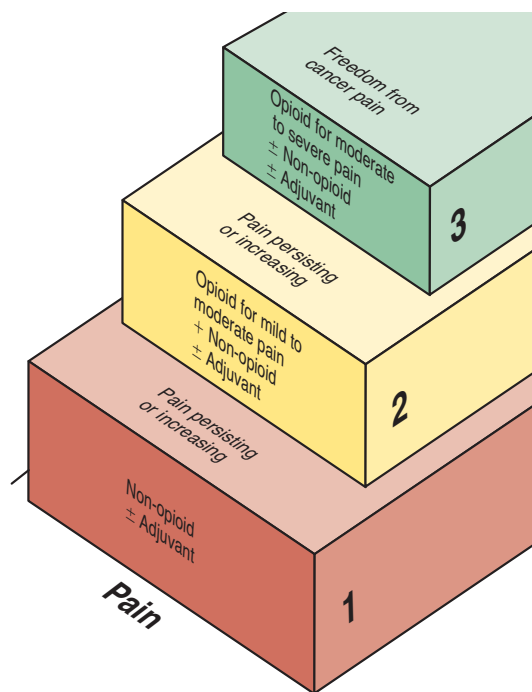 Freedom from
cancer pain
Opioid for moderate
to severe pain
± Non-opioid
± Adjuvant
3
Pain persisting
or increasing
Opioid for mild to
moderate pain
+ Non-opioid
± Adjuvant
2
Pain persisting
or increasing
Non-opioid
± Adjuvant
1
Pain